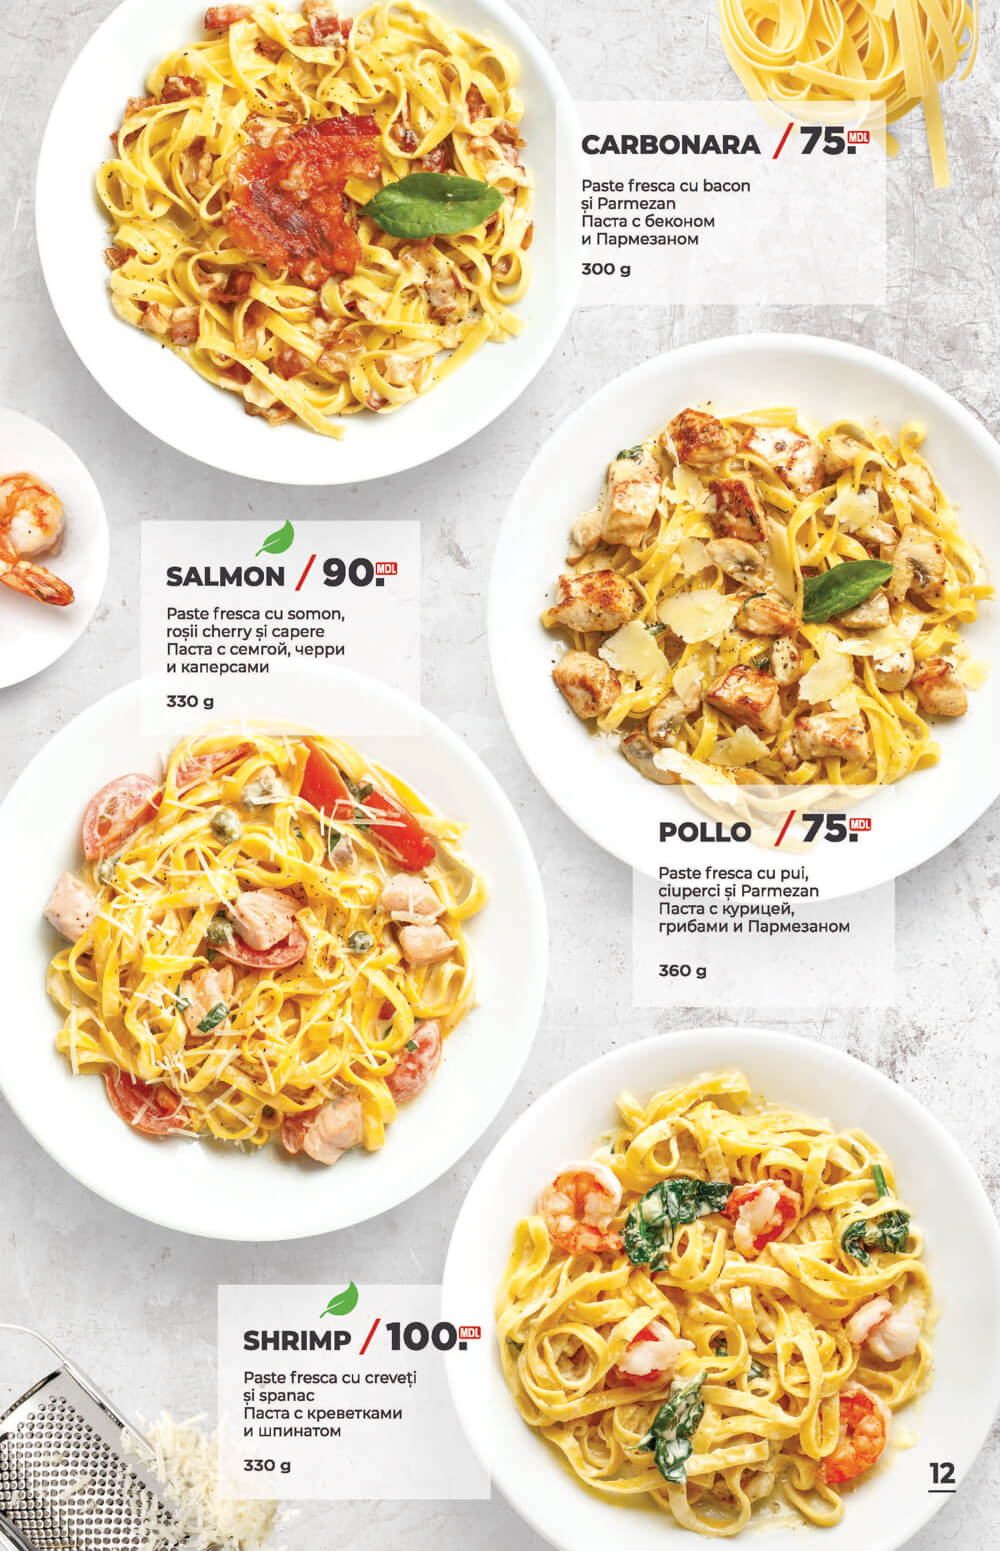 CARBONARA / 75. MDL
Paste fresca cu bacon
și Parmezan
Паста с беконом
и Пармезаном
300 g
SALMON / 90. MDL
Paste fresca cu somon,
roșii cherry și capere
Паста с семгой, черри
и каперсами
330 g
POLLO / 75. MDL
Paste fresca cu pui,
ciuperci și Parmezan
Паста с курицей,
грибами и Пармезаном
360 g
SHRIMP / 100. MDL
Paste fresca cu creveți
și spanac
Паста с креветками
и шпинатом
330 g
12